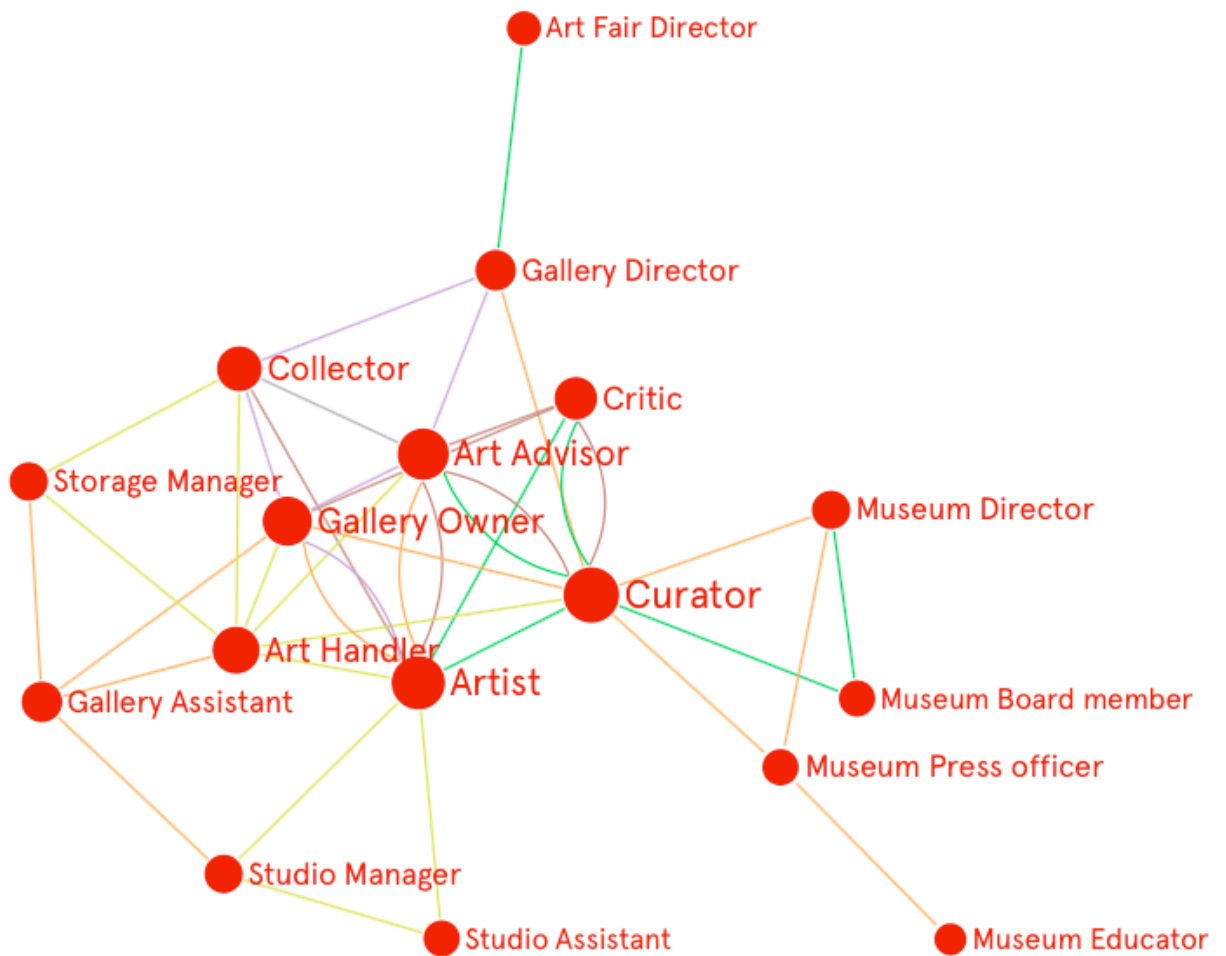 Art Fair Director
Gallery Director
Collector
Critic
Art Advisor
Storage Manager
Gallery Owner
Museum Director
Curator
Art Handler
Artist
Gallery Assistant
Museum Board member
Museum Press officer
Studio Manager
Studio Assistant
Museum Educator